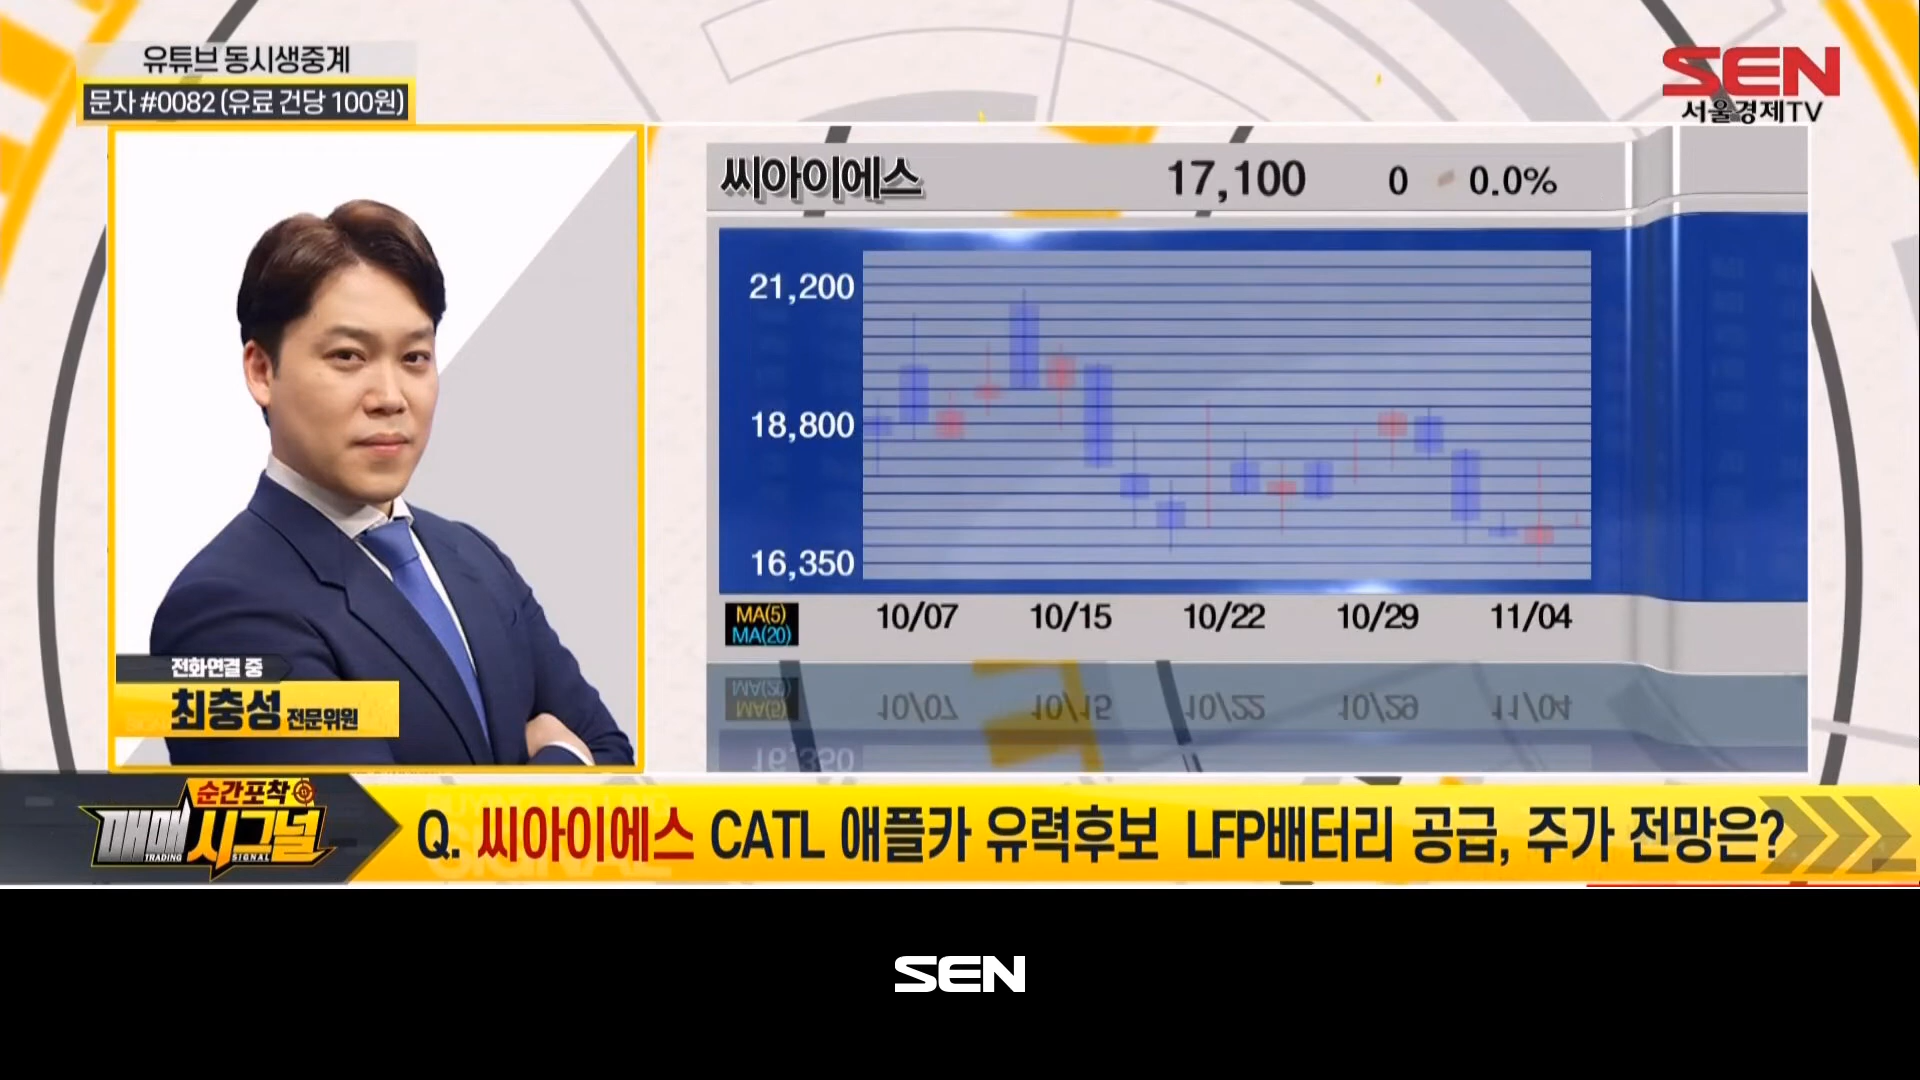 유튜브 동시생중계
문자 #0082 (유료 건당 100원)
SEN
서울경제TV
씨아이에스 17,100 0 0.0%
21,200
18,800
16,350
MA(5)
MA(20)
10/07 10/15 10/22 10/29 11/04
전화연결 중
최충성 전문위원
순간포착
매매 시그널
TRADING SIGNAL
Q. 씨아이에스 CATL 애플카 유력후보 LFP배터리 공급, 주가 전망은?
SEN